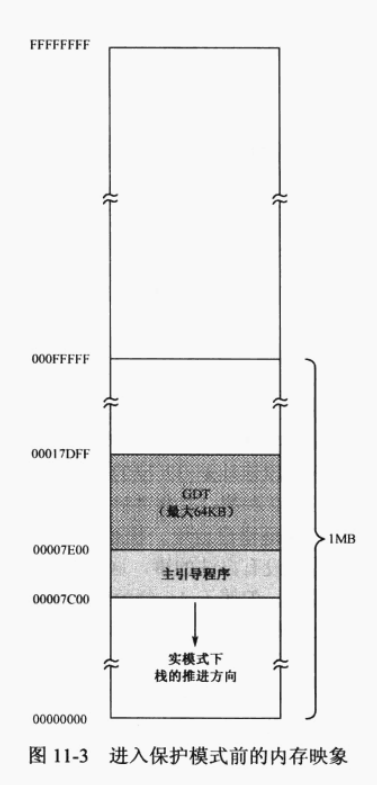 FFFFFFFF
000FFFFF
00017DFF
GDT
（最大64KB）
00007E00
1MB
主引导程序
00007C00
实模式下
栈的推进方向
00000000
图 11-3 进入保护模式前的内存映象